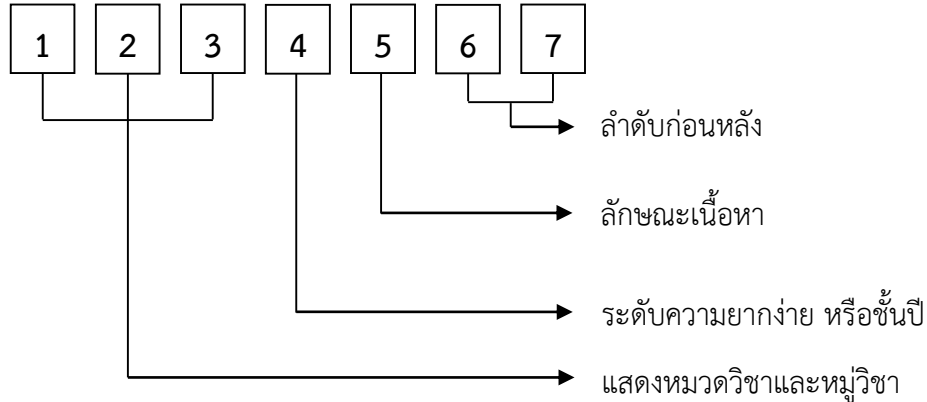 1 2 3 4 5 6 7
ลำดับก่อนหลัง
ลักษณะเนื้อหา
ระดับความยากง่าย หรือชั้นปี
แสดงหมวดวิชาและหมู่วิชา